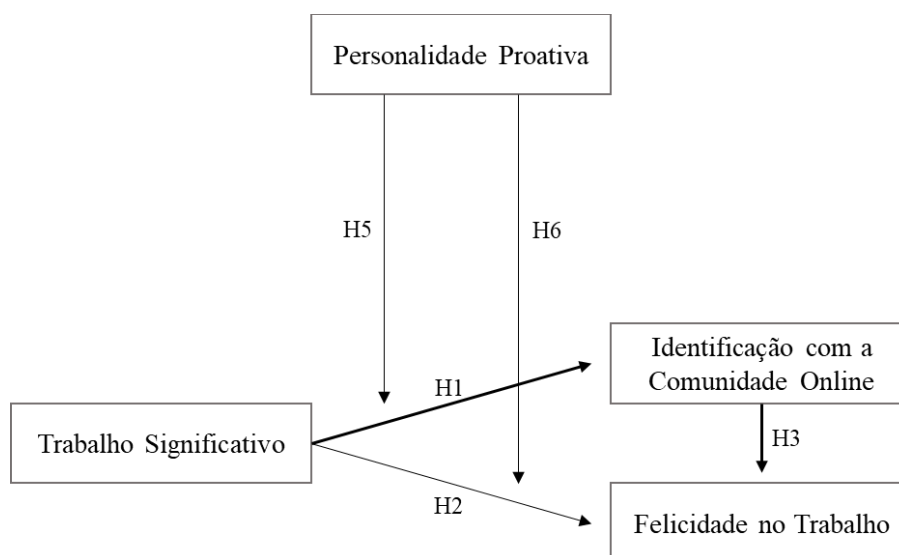 Personalidade Proativa
H5
H6
Identificação com a
Comunidade Online
H1
Trabalho Significativo
H3
H2
Felicidade no Trabalho